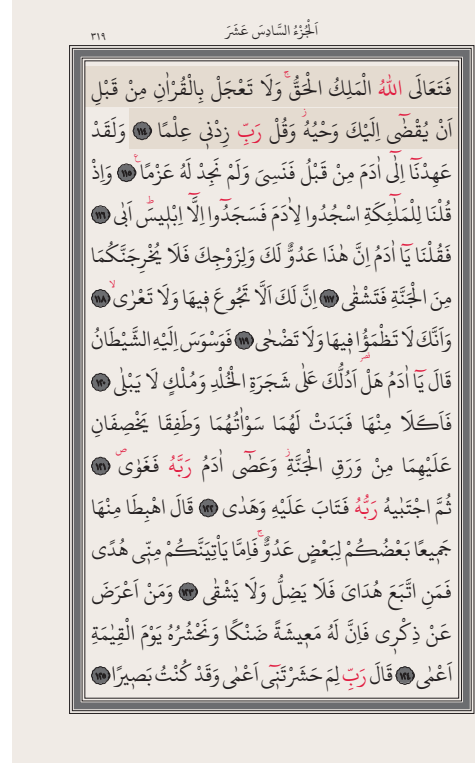 اَلْجُزْءُ السَّادِسَ عَشَرَ
٣١٩
فَتَعَالَى اللّٰهُ الْمَلِكُ الْحَقُّۚ وَلَا تَعْجَلْ بِالْقُرْاٰنِ مِنْ قَبْلِ
اَنْ يُقْضٰٓى اِلَيْكَ وَحْيُهُۘ وَقُلْ رَبِّ زِدْن۪ى عِلْمًا ﴿١١٤﴾ وَلَقَدْ
عَهِدْنَٓا اِلٰٓى اٰدَمَ مِنْ قَبْلُ فَنَسِىَ وَلَمْ نَجِدْ لَهُ عَزْمًا۟ ﴿١١٥﴾ وَاِذْ
قُلْنَا لِلْمَلٰٓئِكَةِ اسْجُدُوا لِاٰدَمَ فَسَجَدُٓوا اِلَّٓا اِبْل۪يسَۜ اَبٰى ﴿١١٦﴾
فَقُلْنَا يَٓا اٰدَمُ اِنَّ هٰذَا عَدُوٌّ لَكَ وَلِزَوْجِكَ فَلَا يُخْرِجَنَّكُمَا
مِنَ الْجَنَّةِ فَتَشْقٰى ﴿١١٧﴾ اِنَّ لَكَ اَلَّا تَجُوعَ ف۪يهَا وَلَا تَعْرٰىۙ ﴿١١٨﴾
وَاَنَّكَ لَا تَظْمَؤُ۬ا ف۪يهَا وَلَا تَضْحٰى ﴿١١٩﴾ فَوَسْوَسَ اِلَيْهِ الشَّيْطَانُ
قَالَ يَٓا اٰدَمُ هَلْ اَدُلُّكَ عَلٰى شَجَرَةِ الْخُلْدِ وَمُلْكٍ لَا يَبْلٰى ﴿١٢٠﴾
فَاَكَلَا مِنْهَا فَبَدَتْ لَهُمَا سَوْاٰتُهُمَا وَطَفِقَا يَخْصِفَانِ
عَلَيْهِمَا مِنْ وَرَقِ الْجَنَّةِۘ وَعَصٰٓى اٰدَمُ رَبَّهُ فَغَوٰىۖ ﴿١٢١﴾
ثُمَّ اجْتَبٰيهُ رَبُّهُ فَتَابَ عَلَيْهِ وَهَدٰى ﴿١٢٢﴾ قَالَ اهْبِطَا مِنْهَا
جَم۪يعًا بَعْضُكُمْ لِبَعْضٍ عَدُوٌّۚ فَاِمَّا يَأْتِيَنَّكُمْ مِنّ۪ى هُدًى
فَمَنِ اتَّبَعَ هُدَاىَ فَلَا يَضِلُّ وَلَا يَشْقٰى ﴿١٢٣﴾ وَمَنْ اَعْرَضَ
عَنْ ذِكْر۪ى فَاِنَّ لَهُ مَع۪يشَةً ضَنْكًا وَنَحْشُرُهُ يَوْمَ الْقِيٰمَةِ
اَعْمٰى ﴿١٢٤﴾ قَالَ رَبِّ لِمَ حَشَرْتَن۪ٓى اَعْمٰى وَقَدْ كُنْتُ بَص۪يرًا ﴿١٢٥﴾